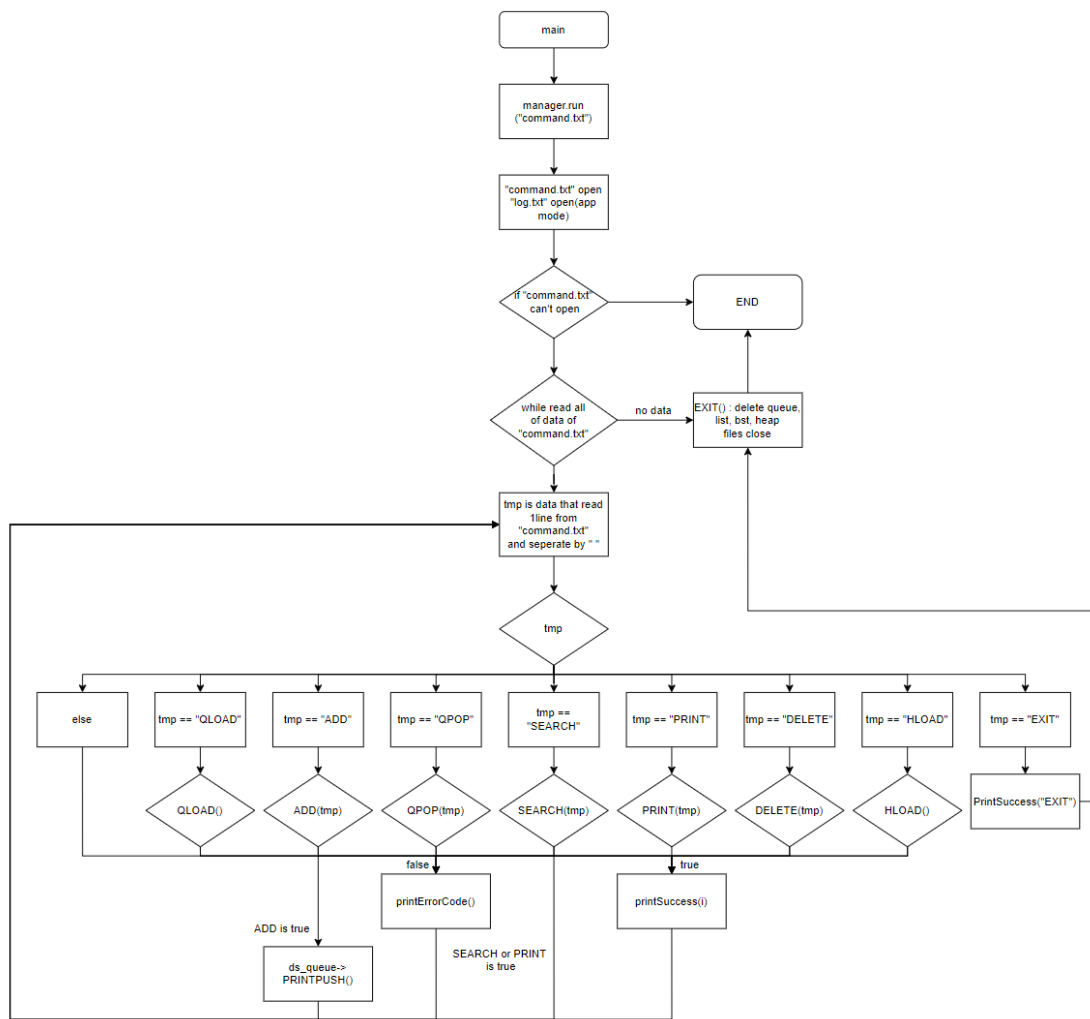 main
manager.run
("command.txt")
"command.txt" open
"log.txt" open(app
mode)
if "command.txt"
can't open
END
while read all
of data of
"command.txt"
no data
EXIT() : delete queue,
list, bst, heap
files close
tmp is data that read
1line from
"command.txt"
and seperate by " "
tmp
else
tmp == "QLOAD"
tmp == "ADD"
tmp == "QPOP"
tmp ==
"SEARCH"
tmp == "PRINT"
tmp == "DELETE"
tmp == "HLOAD"
tmp == "EXIT"
QLOAD()
ADD(tmp)
QPOP(tmp)
SEARCH(tmp)
PRINT(tmp)
DELETE(tmp)
HLOAD()
PrintSuccess("EXIT")
false
true
printErrorCode()
printSuccess(i)
ADD is true
SEARCH or PRINT
is true
ds_queue->
PRINTPUSH()